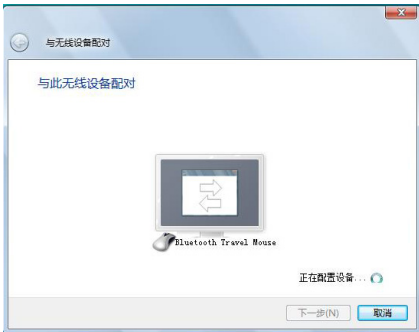 与无线设备配对
与此无线设备配对
Bluetooth Travel Mouse
正在配置设备...
下一步(N)
取消